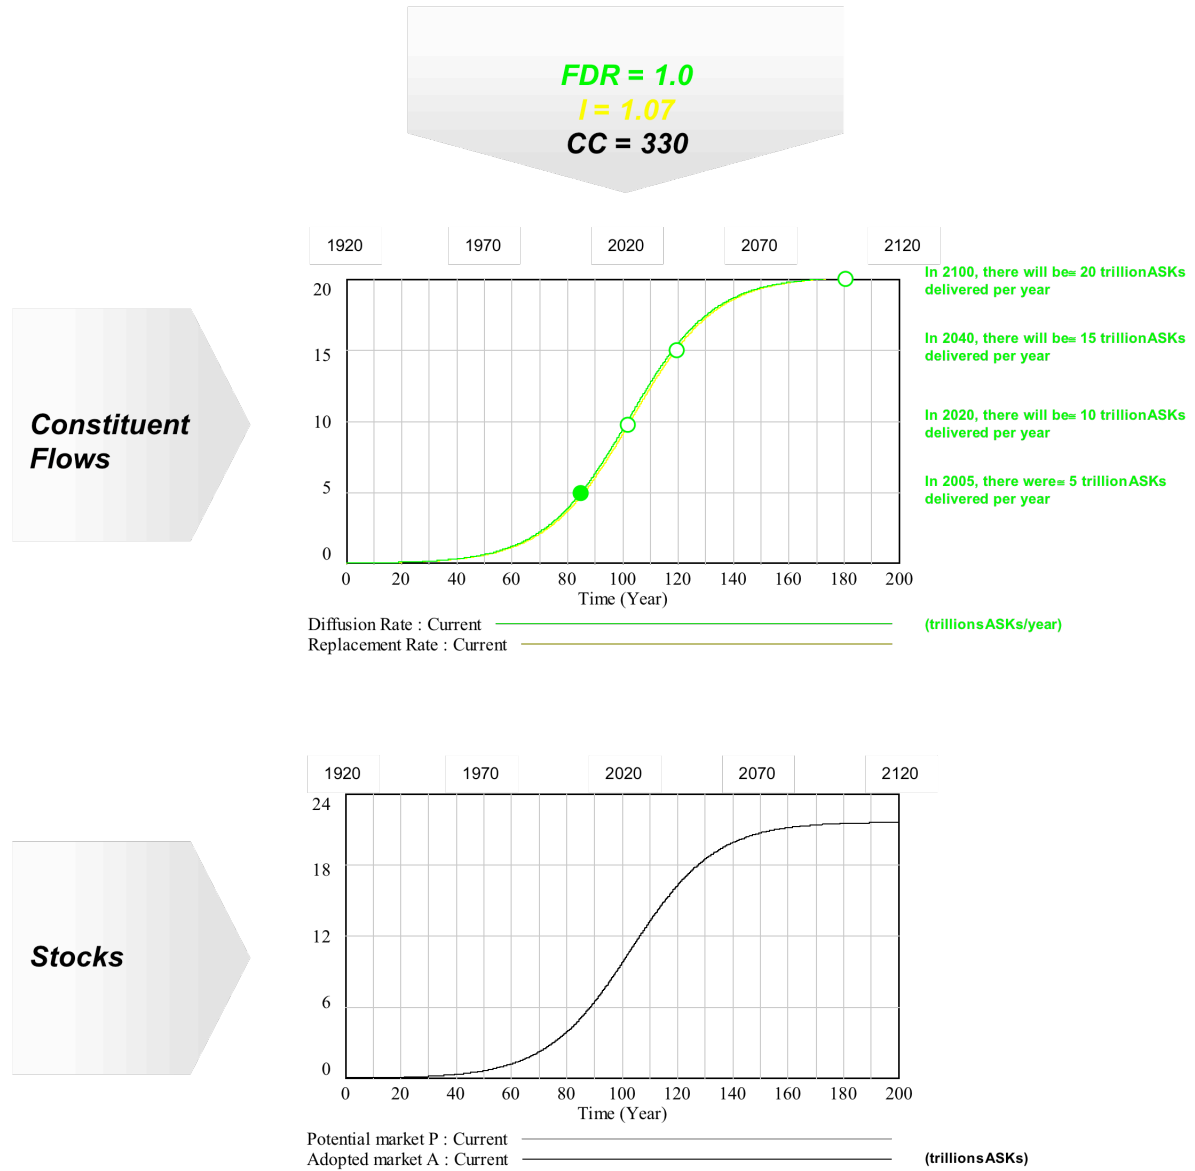 FDR = 1.0
I = 1.07
CC = 330
1920 1970 2020 2070 2120
In 2100, there will be≅ 20 trillionASKs
delivered per year
20
In 2040, there will be≅ 15 trillionASKs
delivered per year
15
Constituent
Flows
10
In 2020, there will be≅ 10 trillionASKs
delivered per year
5
In 2005, there were≅ 5 trillionASKs
delivered per year
0
0 20 40 60 80 100 120 140 160 180 200
Time (Year)
Diffusion Rate : Current
(trillionsASKs/year)
Replacement Rate : Current
1920 1970 2020 2070 2120
24
18
Stocks
12
6
0
0 20 40 60 80 100 120 140 160 180 200
Time (Year)
Potential market P : Current
Adopted market A : Current
(trillionsASKs)